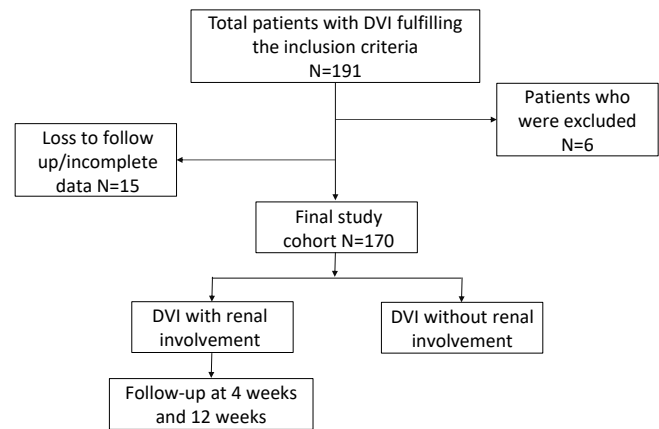 Total patients with DVI fulfilling
the inclusion criteria
N=191
Patients who
were excluded
N=6
Loss to follow
up/incomplete
data N=15
Final study
cohort N=170
DVI with renal
involvement
DVI without renal
involvement
Follow-up at 4 weeks
and 12 weeks